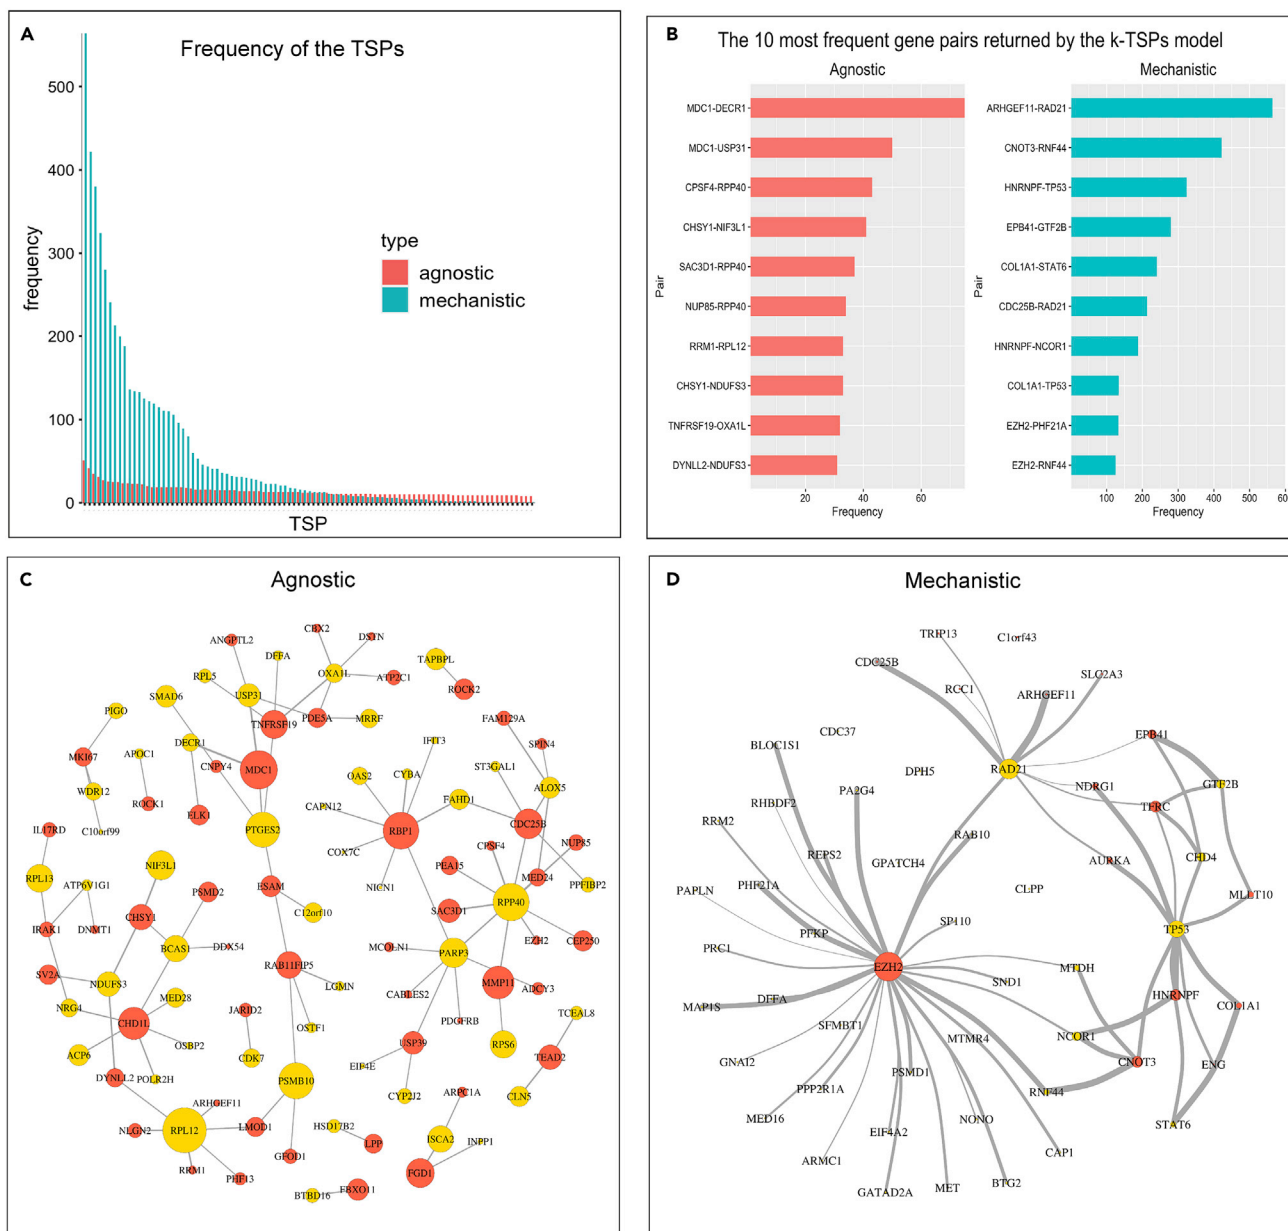 A
Frequency of the TSPs
500
400
300
200
100
0
frequency
TSP
type
agnostic
mechanistic
B
The 10 most frequent gene pairs returned by the k-TSPs model
Agnostic
Pair
MDC1-DECR1
MDC1-USP31
CPSF4-RPP40
CHSY1-NIF3L1
SAC3D1-RPP40
NUP85-RPP40
RRM1-RPL12
CHSY1-NDUFS3
TNFRSF19-OXA1L
DYNLL2-NDUFS3
20 40 60
Frequency
Mechanistic
Pair
ARHGEF11-RAD21
CNOT3-RNF44
HNRNPF-TP53
EPB41-GTF2B
COL1A1-STAT6
CDC25B-RAD21
HNRNPF-NCOR1
COL1A1-TP53
EZH2-PHF21A
EZH2-RNF44
100 200 300 400 500 600
Frequency
C
Agnostic
CBX2
ANGPTL2
DSTN
DFFA
TAPBPL
RPL5
OXA1L
ATP2C1
ROCK2
SMAD6
USP31
PIGO
TNFRSF19
PDE5A
MRRF
FAM129A
DECR1
IFIT3
SPIN4
MKI67
APOC1
CNPY4
MDC1
OAS2
CYBA
ST3GAL1
ALOX5
WDR12
ROCK1
ELK1
CAPN12
FAHD1
C10orf99
PTGES2
RBP1
CDC25B
IL17RD
COX7C
CPSF4
NUP85
NIF3L1
PEA15
MED24
RPL13
ATP6V1G1
PSMD2
ESAM
NICN1
PPFIBP2
CHSY1
C12orf10
SAC3D1
RPP40
IRAK1
DNMT1
BCAS1
DDX54
MCOLN1
PARP3
EZH2
CEP250
SV2A
NDUFS3
RAB11FIP5
LGMN
CABLES2
MMP11
ADCY3
NRG4
MED28
JARID2
PDGFRB
TCEAL8
CHD1L
OSTF1
USP39
ACP6
OSBP2
CDK7
EIF4E
RPS6
TEAD2
DYNLL2
POLR2H
PSMB10
CYP2J2
CLN5
ARHGEF11
ARPC1A
NLGN2
RPL12
LMOD1
HSD17B2
LPP
ISCA2
INPP1
RRM1
PHF13
GFOD1
FGD1
BTBD16
FBXO11
D
Mechanistic
TRIP13
C1orf43
CDC25B
RCC1
ARHGEF11
SLC2A3
CDC37
EPB41
BLOC1S1
DPH5
RAD21
NDRG1
GTF2B
RHBDF2
PA2G4
TFRC
RRM2
RAB10
REPS2
GPATCH4
AURKA
CHD4
PAPLN
PHF21A
CLPP
MLLT10
SP110
PFKP
TP53
PRC1
EZH2
MTDH
SND1
HNRNPF
MAP1S
DFFA
COL1A1
SFMBT1
MTMR4
NCOR1
GNAI2
PSMD1
CNOT3
ENG
PPP2R1A
RNF44
MED16
EIF4A2
NONO
STAT6
ARMC1
CAP1
GATAD2A
MET
BTG2